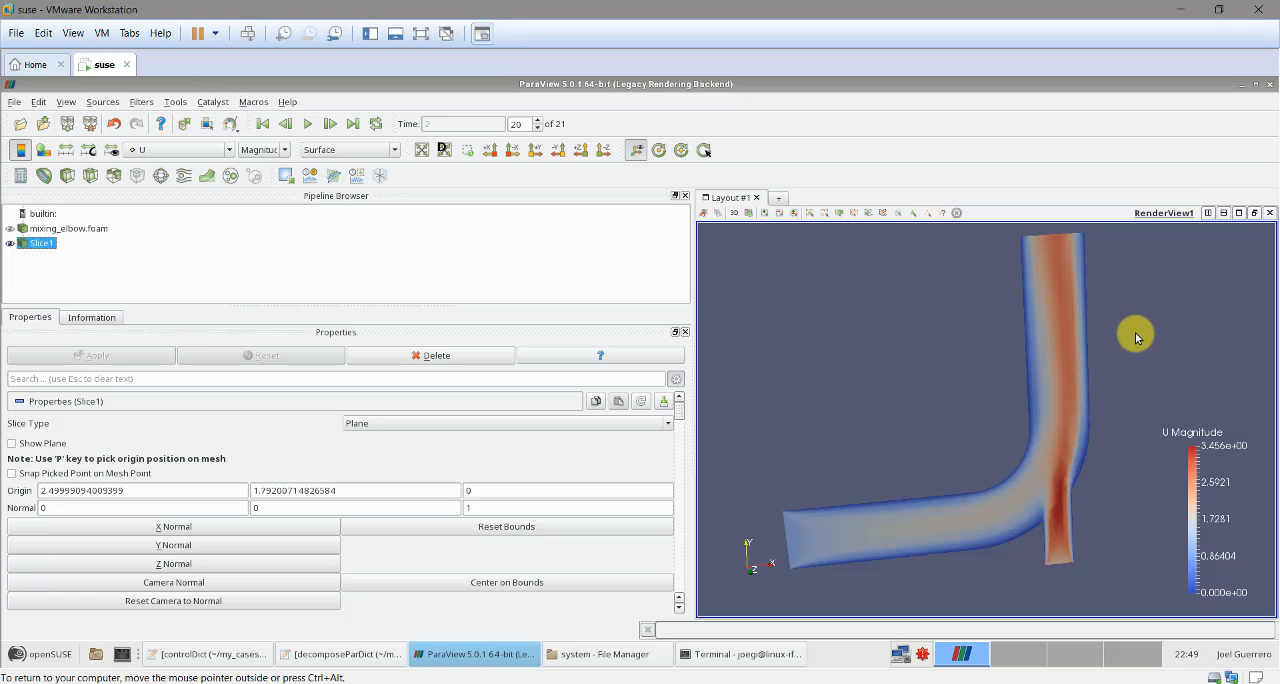 suse - VMware Workstation
File Edit View VM Tabs Help
Home suse
ParaView 5.0.1 64-bit (Legacy Rendering Backend)
File Edit View Sources Filters Tools Catalyst Macros Help
Time: 2 20 of 21
U Magnituc Surface
Pipeline Browser
builtin:
mixing_elbow.foam
Slice1
Properties Information
Properties
Apply Reset Delete ?
Search ... (use Esc to clear text)
Properties (Slice1)
Slice Type Plane
Show Plane
Note: Use 'P' key to pick origin position on mesh
Snap Picked Point on Mesh Point
Origin 2.49999094009399 1.79200714826584 0
Normal 0 0 1
X Normal Reset Bounds
Y Normal
Z Normal
Camera Normal Center on Bounds
Reset Camera to Normal
Layout #1
3D RenderView1
U Magnitude
3.456e+00
2.5921
1.7281
0.86404
0.000e+00
Y
X
Z
openSUSE [controlDict (~/my_cases... [decomposeParDict (~/m... ParaView 5.0.1 64-bit (Le... system - File Manager Terminal - joegi@linux-if... 22:49 Joel Guerrero
To return to your computer, move the mouse pointer outside or press Ctrl+Alt.